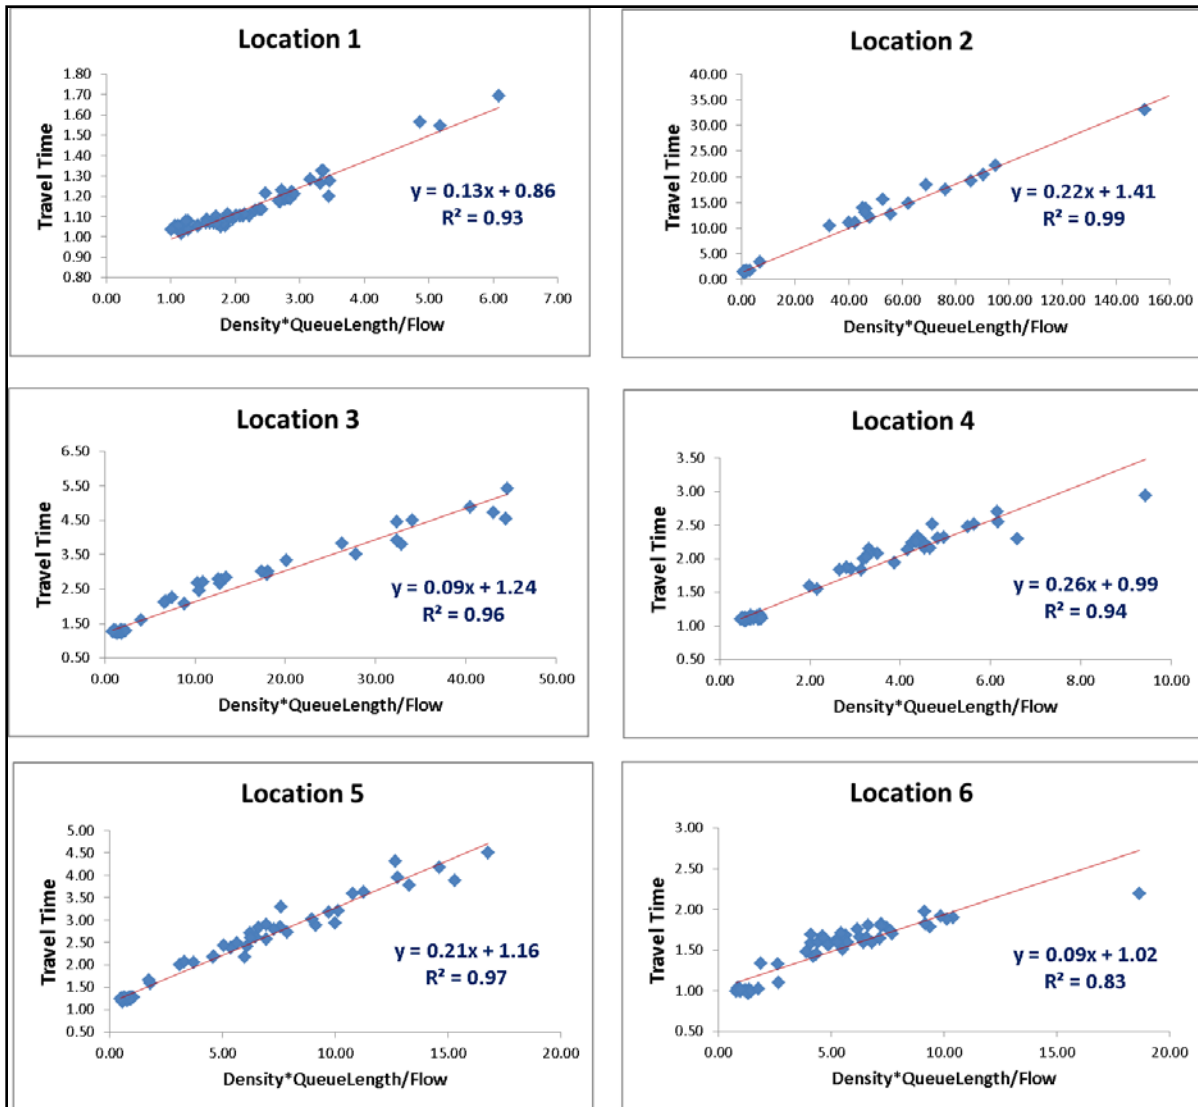 Location 1
1.80
1.70
1.60
1.50
1.40
1.30
1.20
1.10
1.00
0.90
0.80
Travel Time
y = 0.13x + 0.86
R² = 0.93
0.00 1.00 2.00 3.00 4.00 5.00 6.00 7.00
Density*QueueLength/Flow
Location 2
40.00
35.00
30.00
25.00
20.00
15.00
10.00
5.00
0.00
Travel Time
y = 0.22x + 1.41
R² = 0.99
0.00 20.00 40.00 60.00 80.00 100.00 120.00 140.00 160.00
Density*QueueLength/Flow
Location 3
6.50
5.50
4.50
3.50
2.50
1.50
0.50
Travel Time
y = 0.09x + 1.24
R² = 0.96
0.00 10.00 20.00 30.00 40.00 50.00
Density*QueueLength/Flow
Location 4
3.50
3.00
2.50
2.00
1.50
1.00
0.50
Travel Time
y = 0.26x + 0.99
R² = 0.94
0.00 2.00 4.00 6.00 8.00 10.00
Density*QueueLength/Flow
Location 5
5.00
4.50
4.00
3.50
3.00
2.50
2.00
1.50
1.00
0.50
Travel Time
y = 0.21x + 1.16
R² = 0.97
0.00 5.00 10.00 15.00 20.00
Density*QueueLength/Flow
Location 6
3.00
2.50
2.00
1.50
1.00
0.50
Travel Time
y = 0.09x + 1.02
R² = 0.83
0.00 5.00 10.00 15.00 20.00
Density*QueueLength/Flow